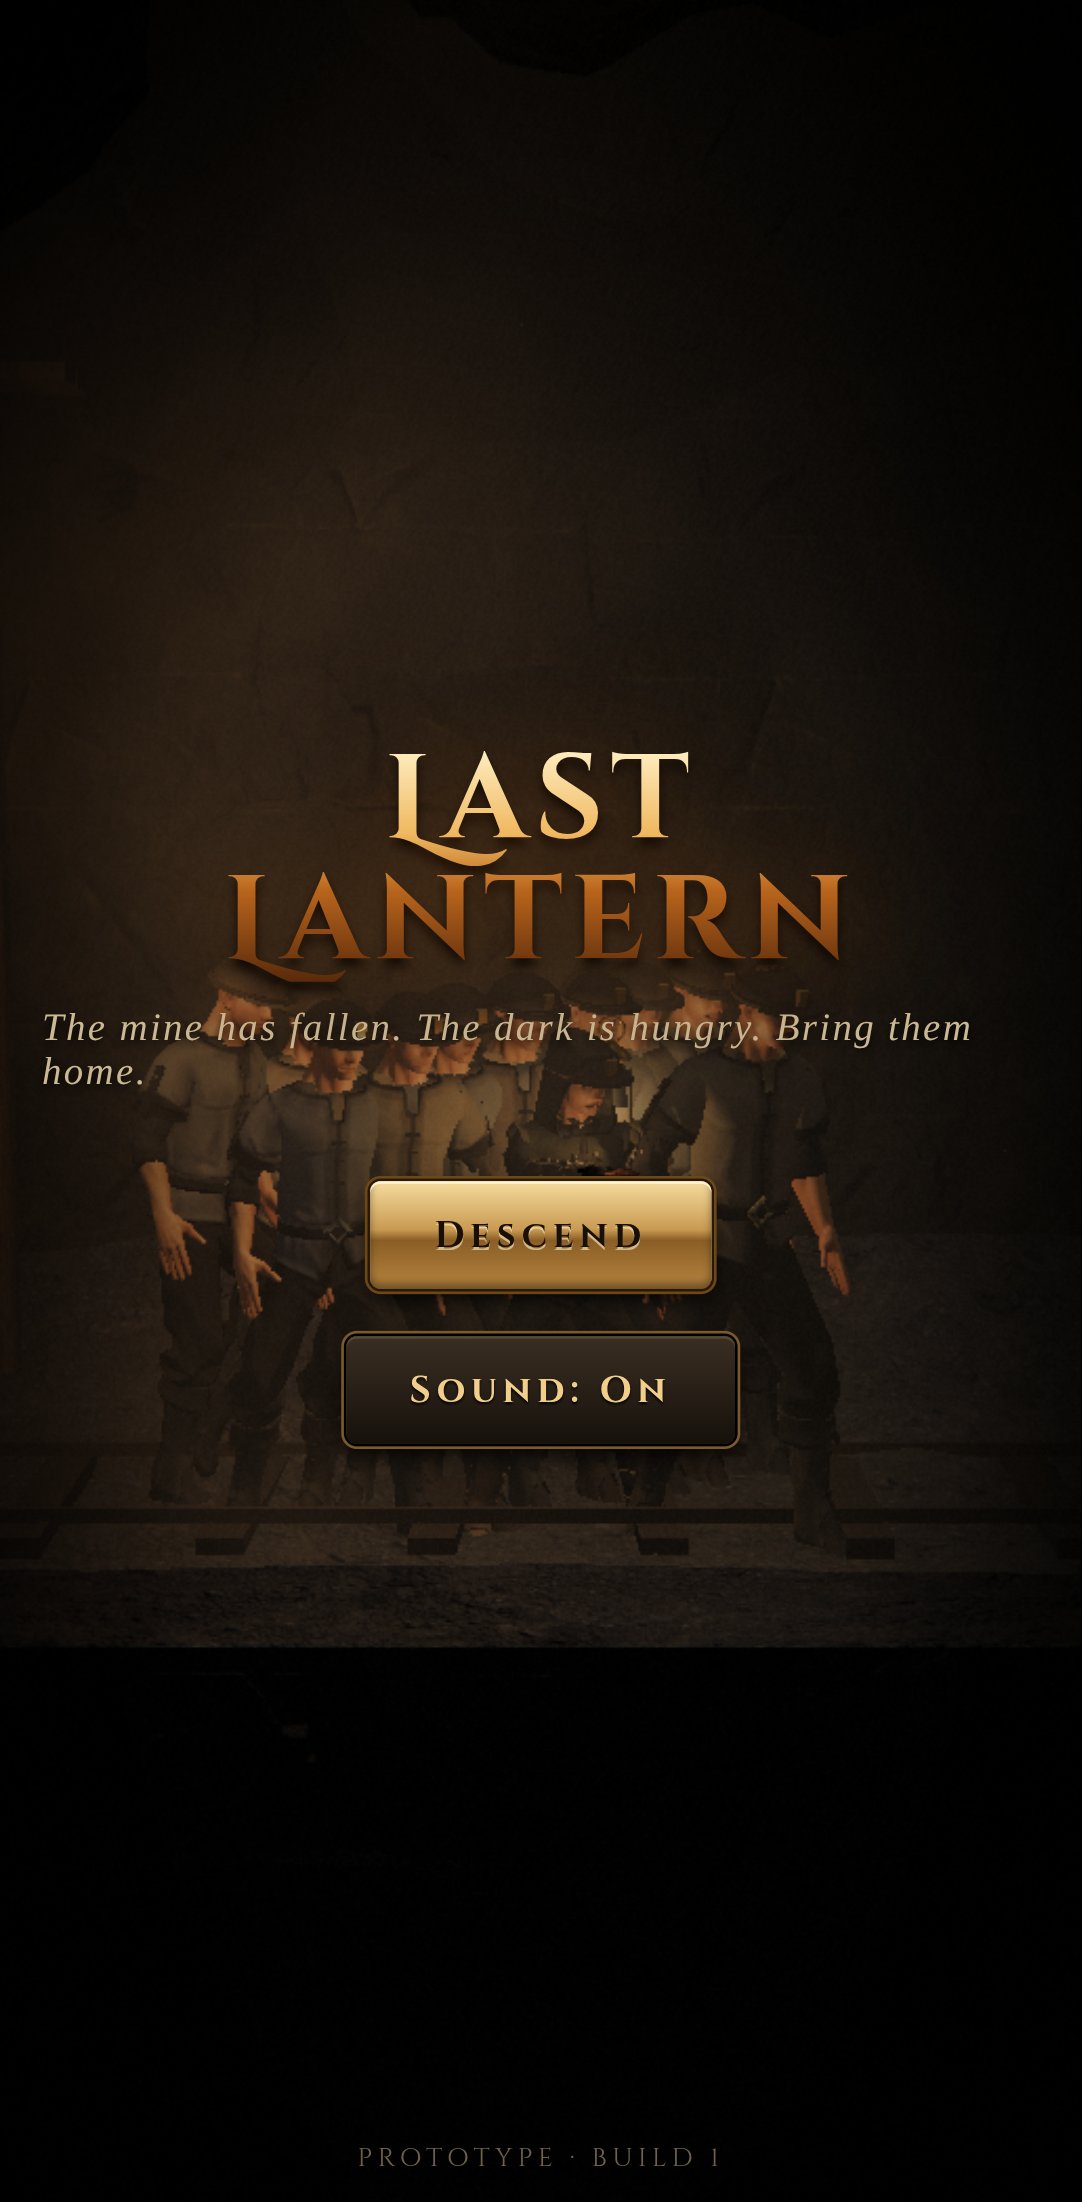 LAST
LANTERN
The mine has fallen. The dark is hungry. Bring them
home.
DESCEND
SOUND: ON
PROTOTYPE · BUILD 1